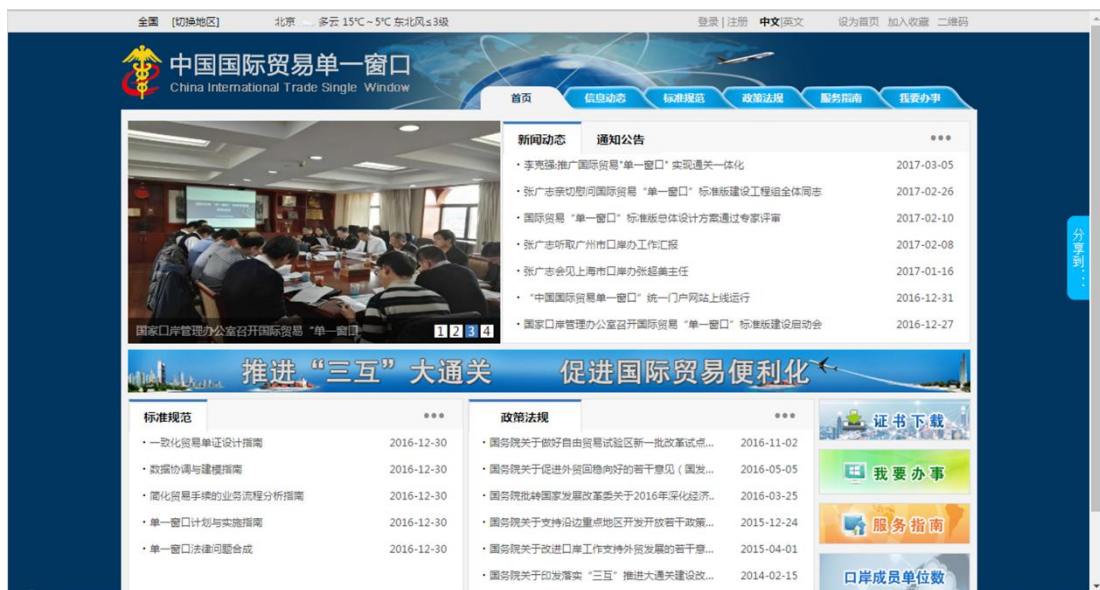 全国 [切换地区] 北京 多云 15℃~5℃ 东北风≤3级 登录 | 注册 中文|英文 设为首页 加入收藏 二维码
中国国际贸易单一窗口
China International Trade Single Window
首页 信息动态 标准规范 政策法规 服务指南 我要办事
新闻动态 通知公告
·李克强:推广国际贸易"单一窗口" 实现通关一体化 2017-03-05
·张广志亲切慰问国际贸易“单一窗口”标准版建设工程组全体同志 2017-02-26
·国际贸易“单一窗口”标准版总体设计方案通过专家评审 2017-02-10
·张广志听取广州市口岸办工作汇报 2017-02-08
·张广志会见上海市口岸办张超美主任 2017-01-16
·“中国国际贸易单一窗口”统一门户网站上线运行 2016-12-31
·国家口岸管理办公室召开国际贸易“单一窗口”标准版建设启动会 2016-12-27
国家口岸管理办公室召开国际贸易“单一窗口 1 2 3 4
分享到:...
推进“三互”大通关 促进国际贸易便利化
标准规范
·一致化贸易单证设计指南 2016-12-30
·数据协调与建模指南 2016-12-30
·简化贸易手续的业务流程分析指南 2016-12-30
·单一窗口计划与实施指南 2016-12-30
·单一窗口法律问题合成 2016-12-30
政策法规
·国务院关于做好自由贸易试验区新一批改革试点... 2016-11-02
·国务院关于促进外贸回稳向好的若干意见(国发... 2016-05-05
·国务院批转国家发展改革委关于2016年深化经济.. 2016-03-25
·国务院关于支持沿边重点地区开发开放若干政策... 2015-12-24
·国务院关于改进口岸工作支持外贸发展的若干意... 2015-04-01
·国务院关于印发落实“三互”推进大通关建设改... 2014-02-15
证书下载
我要办事
服务指南
口岸成员单位数